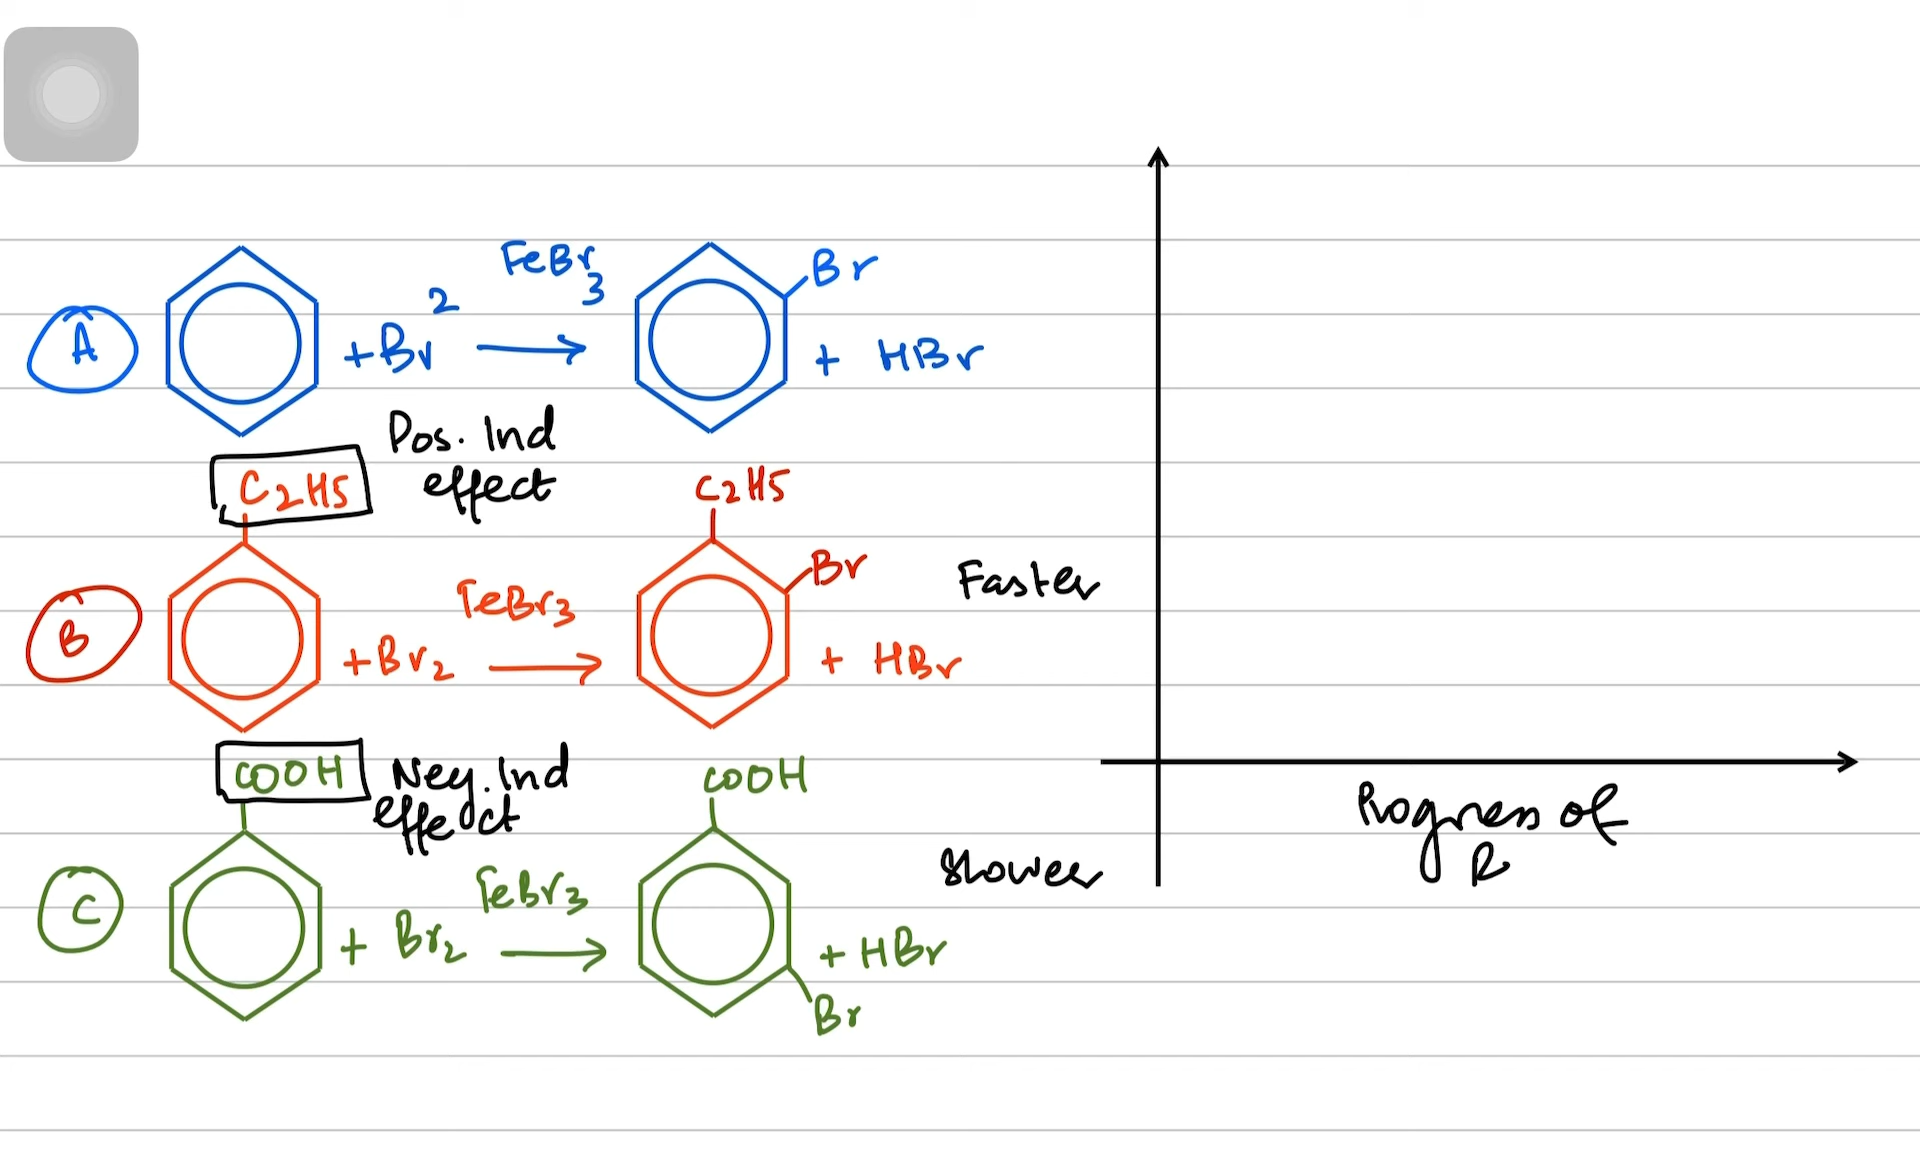 A
+Br2
FeBr3
Br
+ HBr
Pos. Ind
effect
C2H5
C2H5
B
+Br2
FeBr3
Br
+ HBr
Faster
COOH
Neg. Ind
effect
COOH
C
+ Br2
FeBr3
+ HBr
Br
Slower
Progress of
R